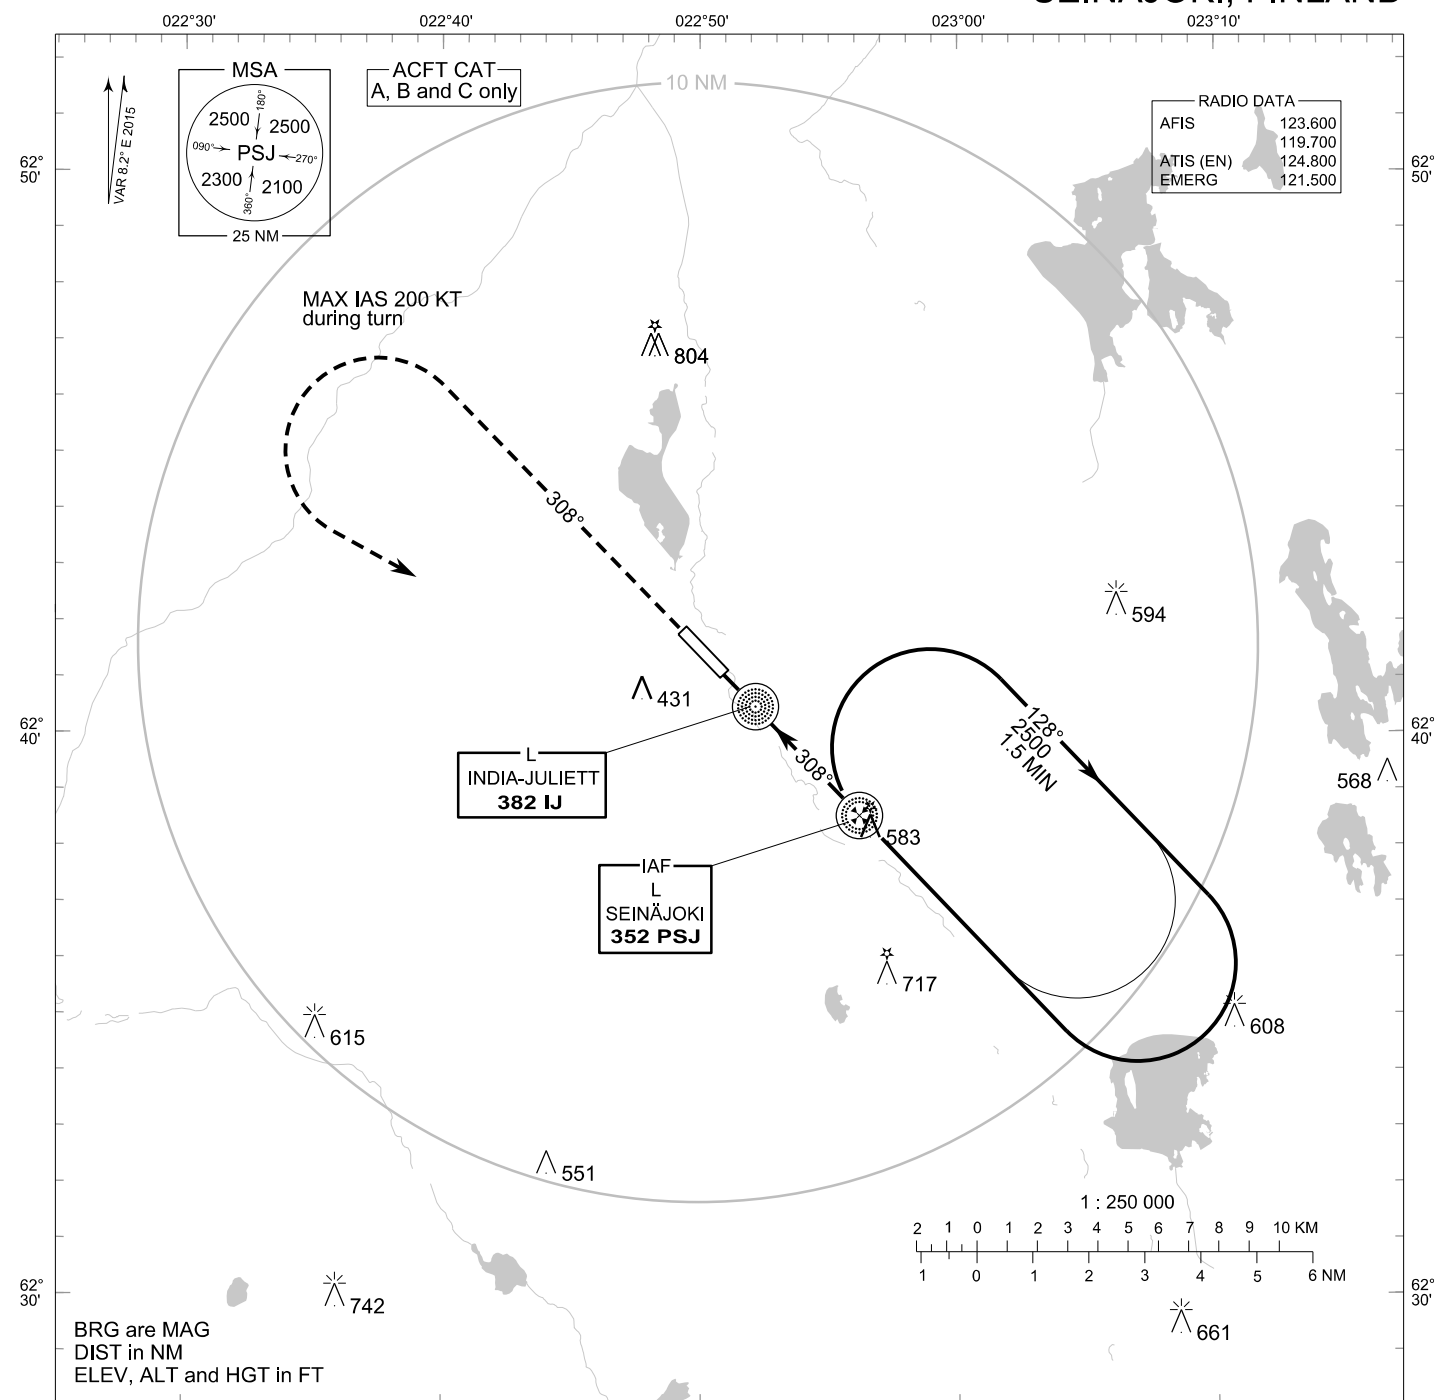 SEINÄJOKI, FINLAND
022°30' 022°40' 022°50' 023°00' 023°10'
MSA
2500 2500
180°
090° PSJ 270°
2300 2100
360°
25 NM
VAR 8.2° E 2015
ACFT CAT
A, B and C only
10 NM
RADIO DATA
AFIS 123.600
119.700
ATIS (EN) 124.800
EMERG 121.500
62°
50'
62°
50'
MAX IAS 200 KT
during turn
804
308°
594
431
128°
2500
1.5 MIN
62°
40'
62°
40'
308°
L
INDIA-JULIETT
382 IJ
568
583
IAF
L
SEINÄJOKI
352 PSJ
717
615
608
551
1 : 250 000
2 1 0 1 2 3 4 5 6 7 8 9 10 KM
1 0 1 2 3 4 5 6 NM
62°
30'
62°
30'
742
661
BRG are MAG
DIST in NM
ELEV, ALT and HGT in FT